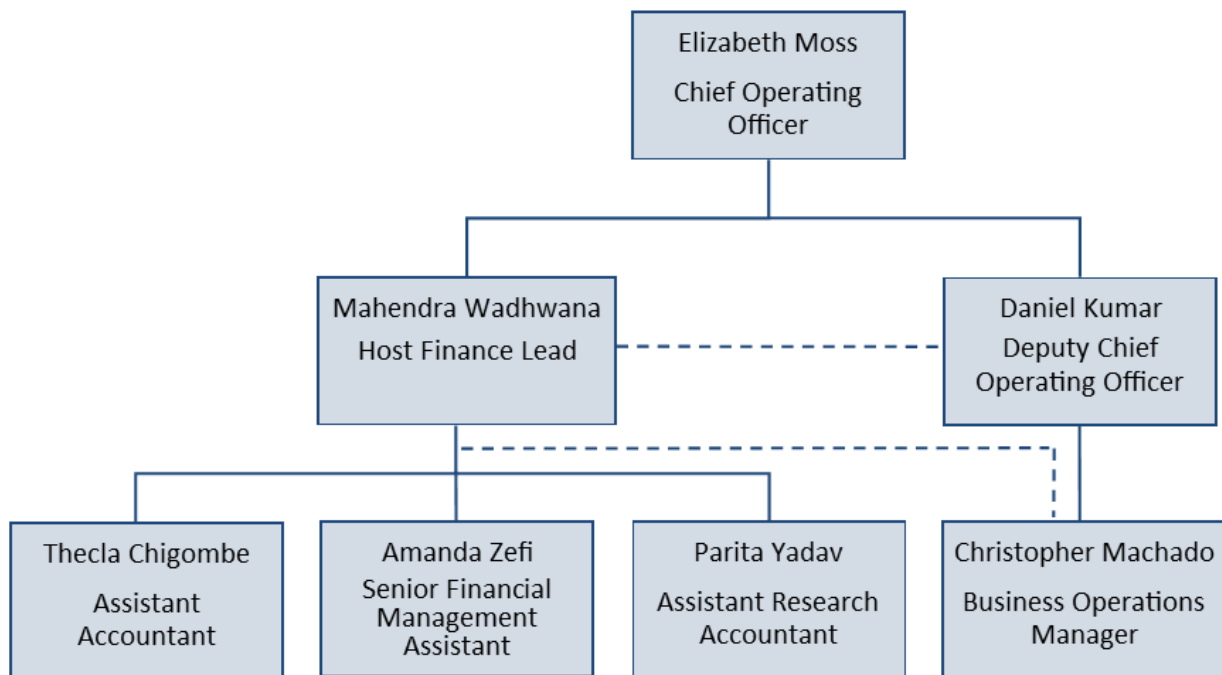 Elizabeth Moss
Chief Operating
Officer
Mahendra Wadhwana
Host Finance Lead
Daniel Kumar
Deputy Chief
Operating Officer
Thecla Chigombe
Assistant
Accountant
Amanda Zefi
Senior Financial
Management
Assistant
Parita Yadav
Assistant Research
Accountant
Christopher Machado
Business Operations
Manager